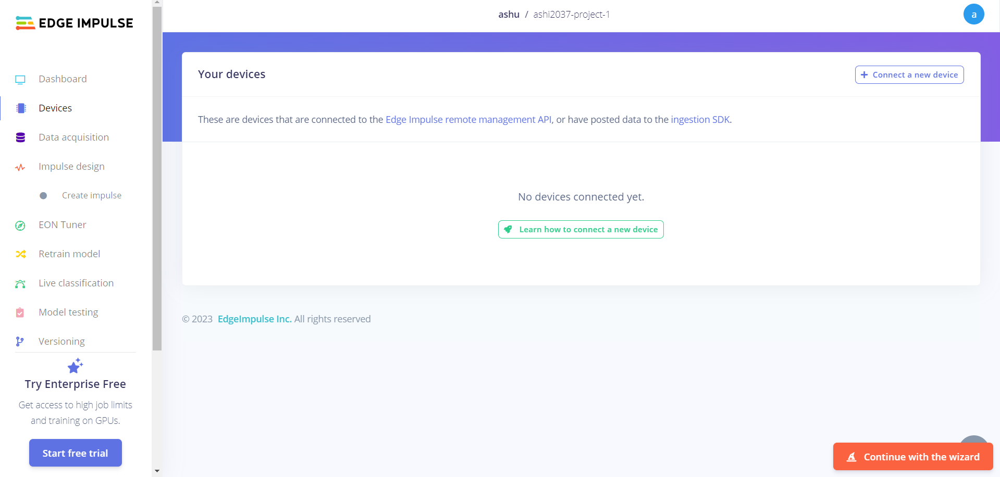 EDGE IMPULSE
ashu / ashi2037-project-1
a
Dashboard
Devices
Data acquisition
Impulse design
Create impulse
EON Tuner
Retrain model
Live classification
Model testing
Versioning
Try Enterprise Free
Get access to high job limits
and training on GPUs.
Start free trial
Your devices
+ Connect a new device
These are devices that are connected to the Edge Impulse remote management API, or have posted data to the ingestion SDK.
No devices connected yet.
Learn how to connect a new device
© 2023 EdgeImpulse Inc. All rights reserved
Continue with the wizard